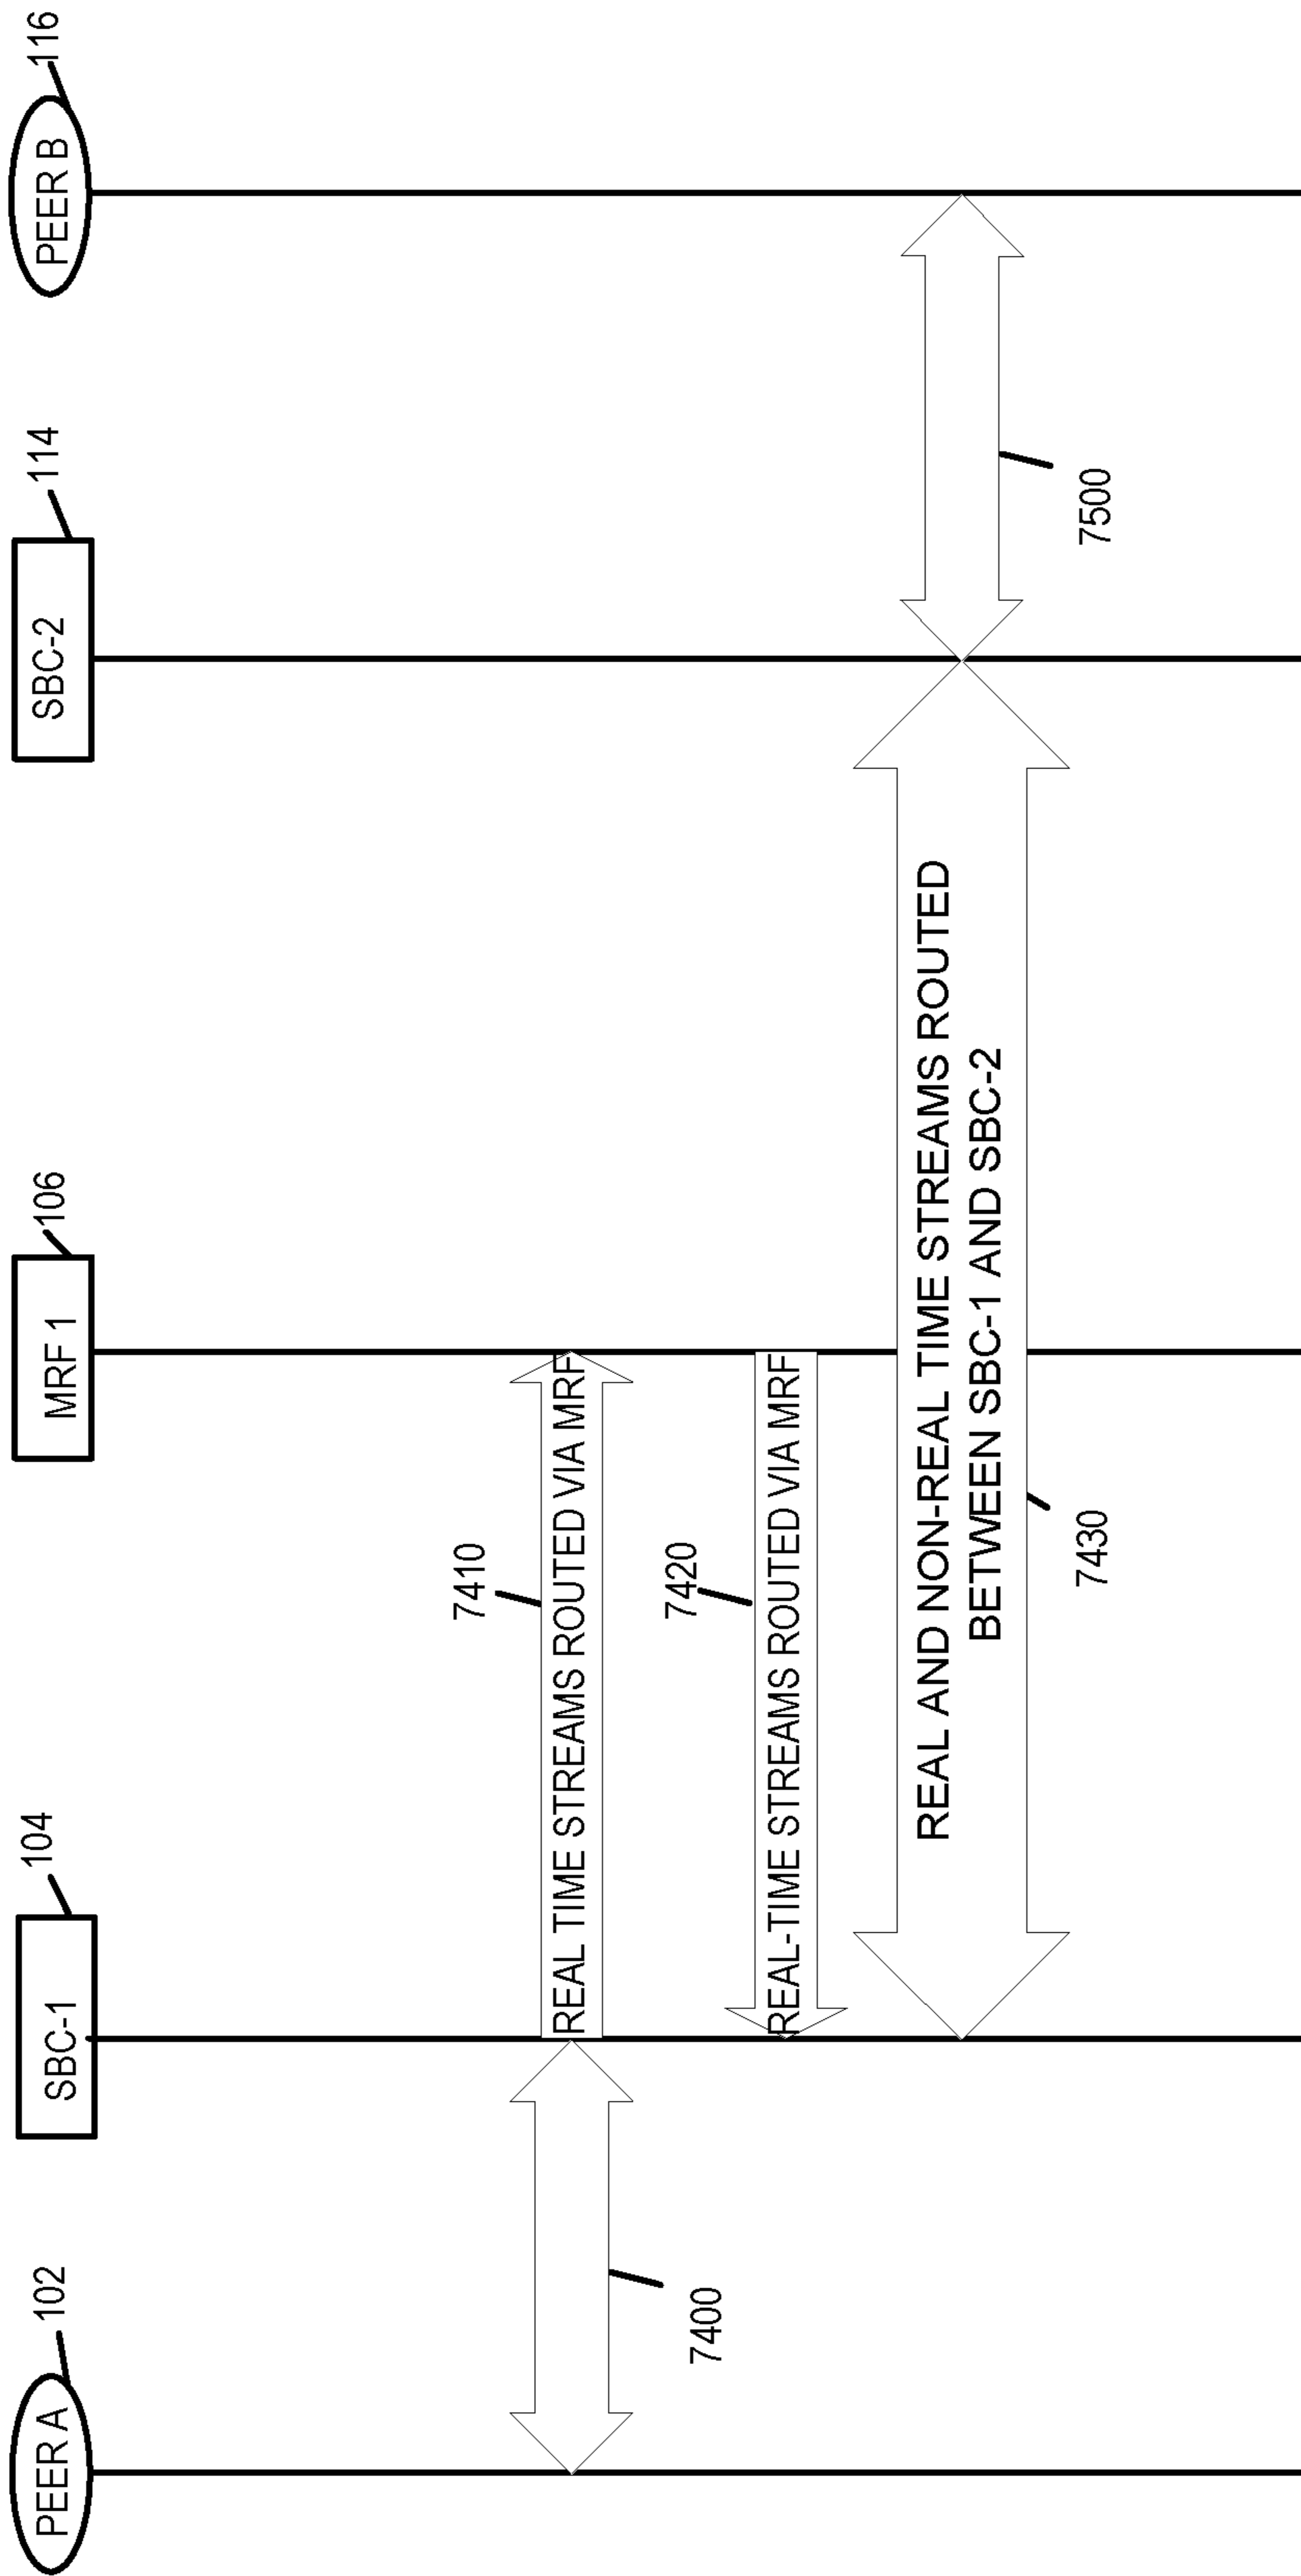 PEER A
102
SBC-1
104
MRF 1
106
SBC-2
114
PEER B
116
7400
7410
REAL TIME STREAMS ROUTED VIA MRF
7420
REAL-TIME STREAMS ROUTED VIA MRF
REAL AND NON-REAL TIME STREAMS ROUTED
BETWEEN SBC-1 AND SBC-2
7430
7500